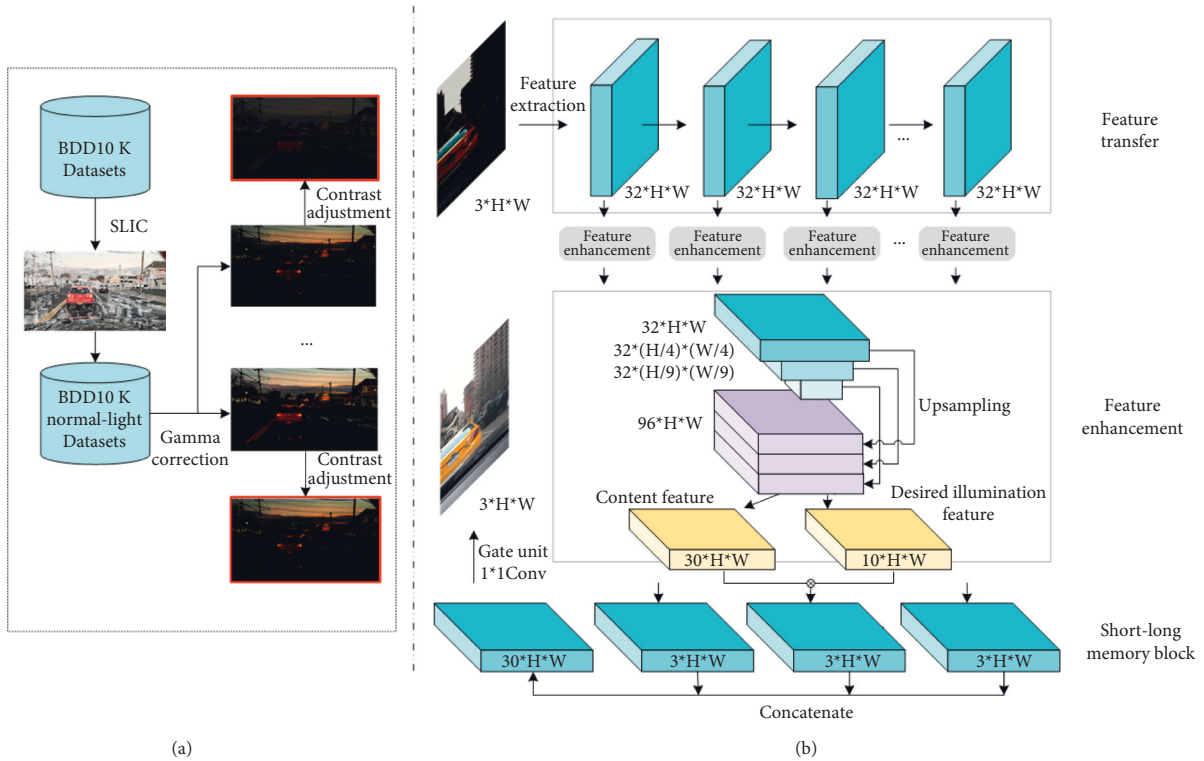 BDD10 K
Datasets
SLIC
BDD10 K
normal-light
Datasets
Gamma
correction
Contrast
adjustment
...
Contrast
adjustment
(a)
Feature
extraction
3*H*W
32*H*W
32*H*W
32*H*W
...
32*H*W
Feature
transfer
Feature
enhancement
Feature
enhancement
Feature
enhancement
...
Feature
enhancement
32*H*W
32*(H/4)*(W/4)
32*(H/9)*(W/9)
96*H*W
Upsampling
Feature
enhancement
Content feature
Desired illumination
feature
30*H*W
10*H*W
3*H*W
Gate unit
1*1Conv
30*H*W
3*H*W
3*H*W
3*H*W
Short-long
memory block
Concatenate
(b)